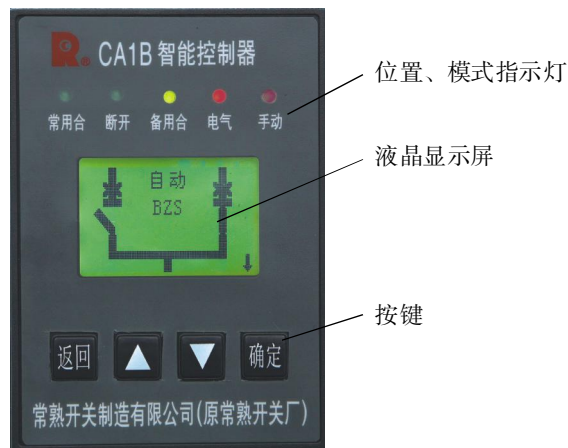 R® CA1B 智能控制器
常用合 断开 备用合 电气 手动
自动
BZS
返回 确定
常熟开关制造有限公司(原常熟开关厂)
位置、模式指示灯
液晶显示屏
按键